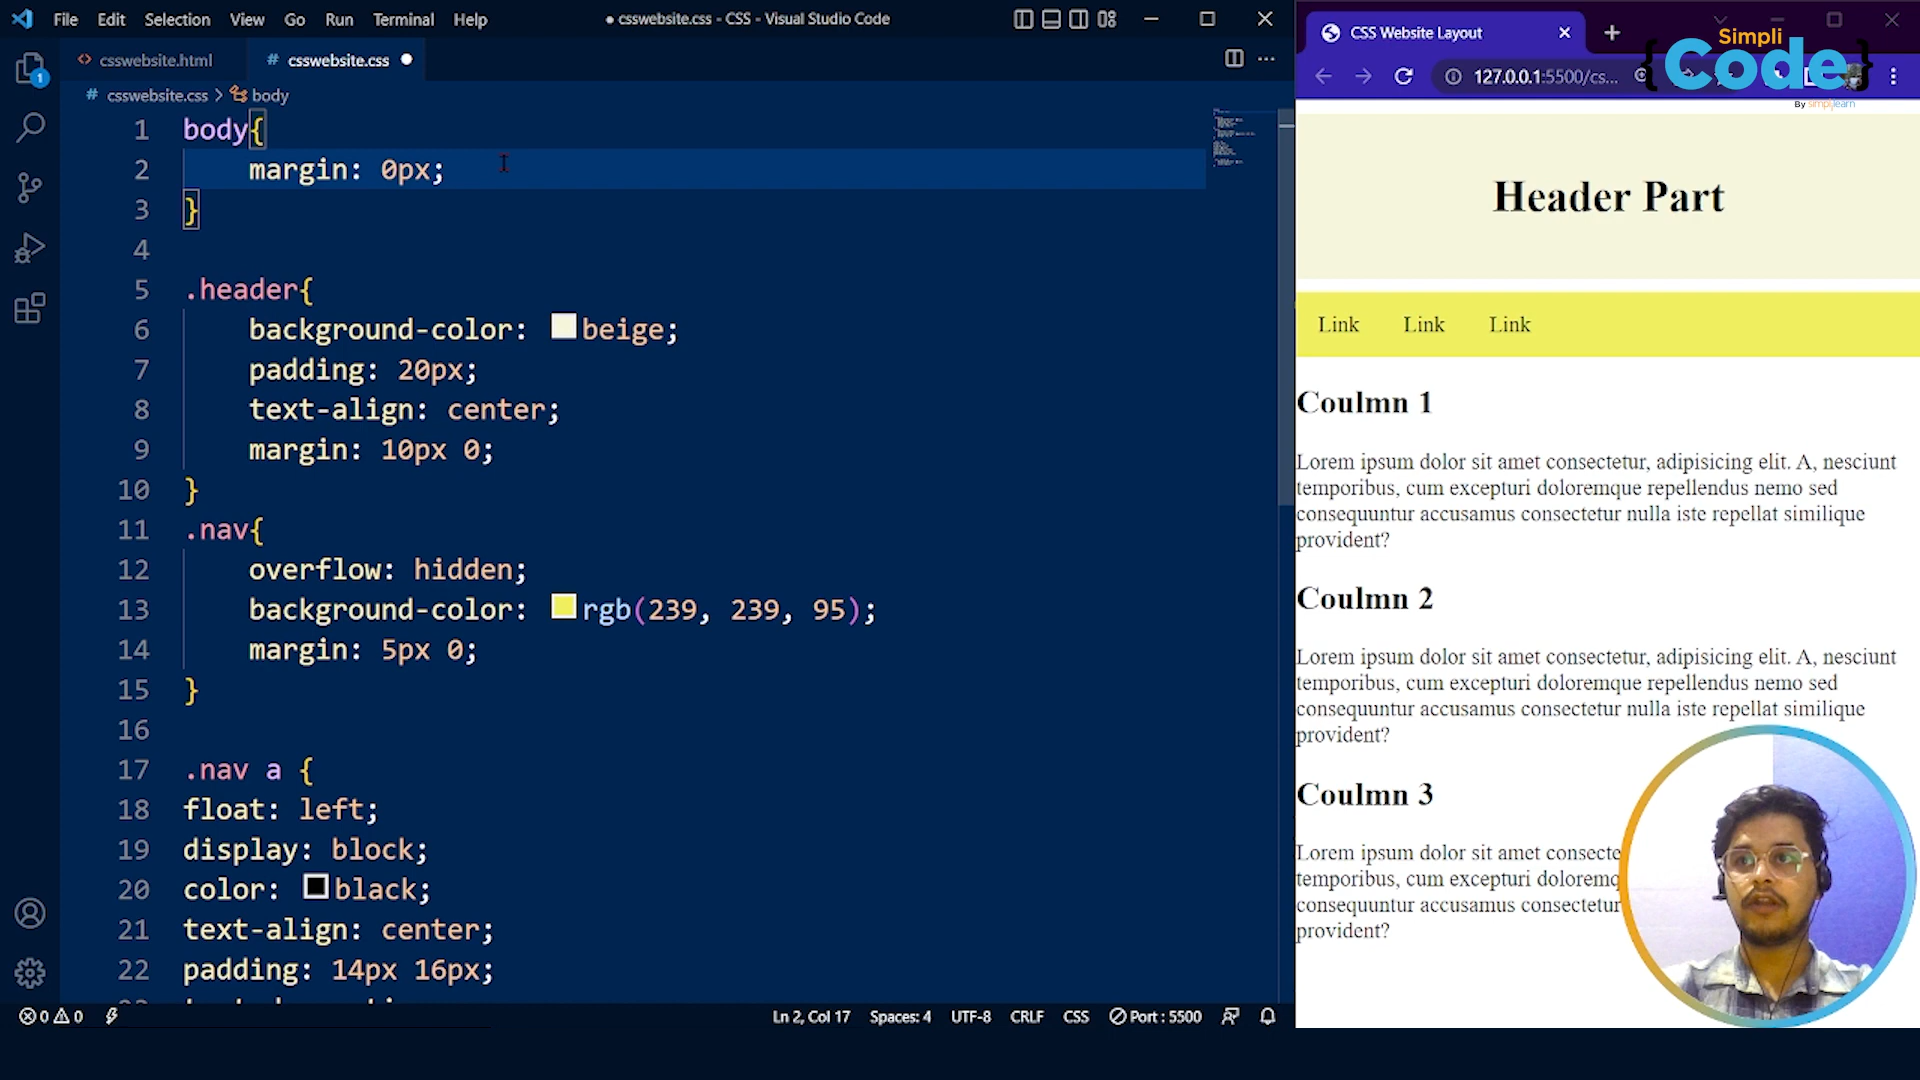 File Edit Selection View Go Run Terminal Help
● csswebsite.css - CSS - Visual Studio Code
CSS Website Layout
Simpli
{ Code }
By simplilearn
<> csswebsite.html
# csswebsite.css ●
127.0.0.1:5500/cs...
# csswebsite.css > body
1 body{
2 margin: 0px;
3 }
4
5 .header{
6 background-color: beige;
7 padding: 20px;
8 text-align: center;
9 margin: 10px 0;
10 }
11 .nav{
12 overflow: hidden;
13 background-color: rgb(239, 239, 95);
14 margin: 5px 0;
15 }
16
17 .nav a {
18 float: left;
19 display: block;
20 color: black;
21 text-align: center;
22 padding: 14px 16px;
1
0 0
Ln 2, Col 17 Spaces: 4 UTF-8 CRLF CSS Port : 5500
Header Part
Link Link Link
Coulmn 1
Lorem ipsum dolor sit amet consectetur, adipisicing elit. A, nesciunt
temporibus, cum excepturi doloremque repellendus nemo sed
consequuntur accusamus consectetur nulla iste repellat similique
provident?
Coulmn 2
Lorem ipsum dolor sit amet consectetur, adipisicing elit. A, nesciunt
temporibus, cum excepturi doloremque repellendus nemo sed
consequuntur accusamus consectetur nulla iste repellat similique
provident?
Coulmn 3
Lorem ipsum dolor sit amet consecte
temporibus, cum excepturi doloremq
consequuntur accusamus consectetur
provident?